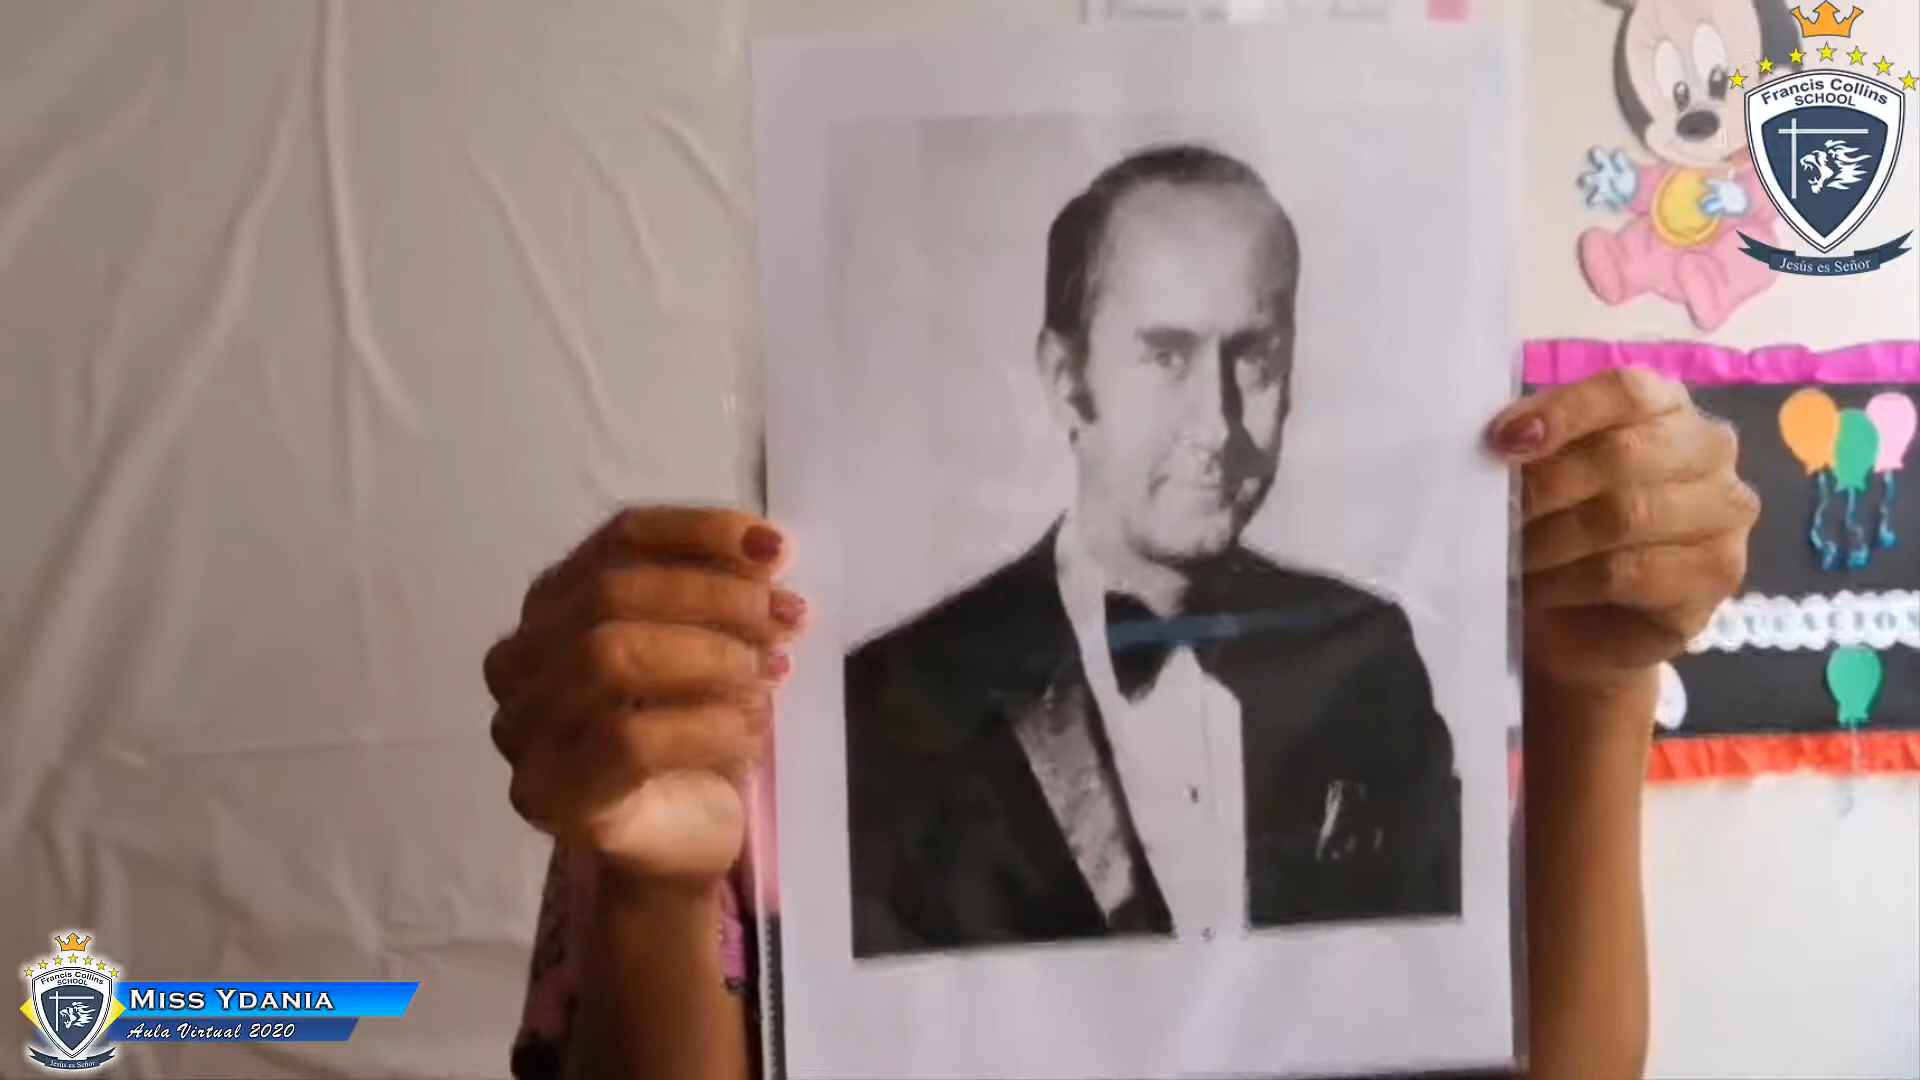 Francis Collins
SCHOOL
Jesús es Señor
Francis Collins
SCHOOL
Jesús es Señor
Miss Ydania
Aula Virtual 2020